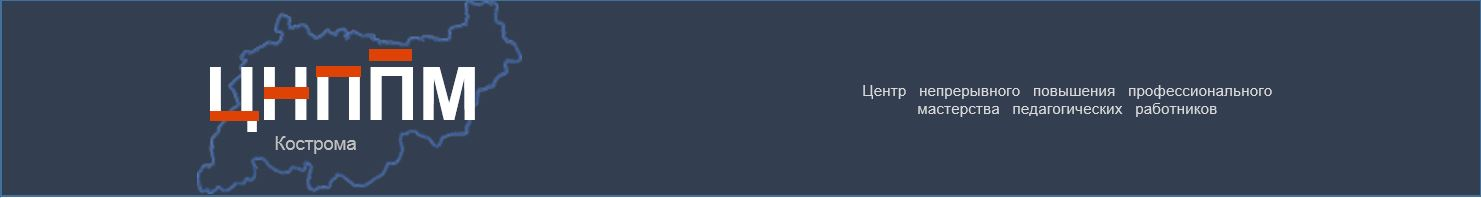 ЦНППМ
Кострома
Центр непрерывного повышения профессионального
мастерства педагогических работников